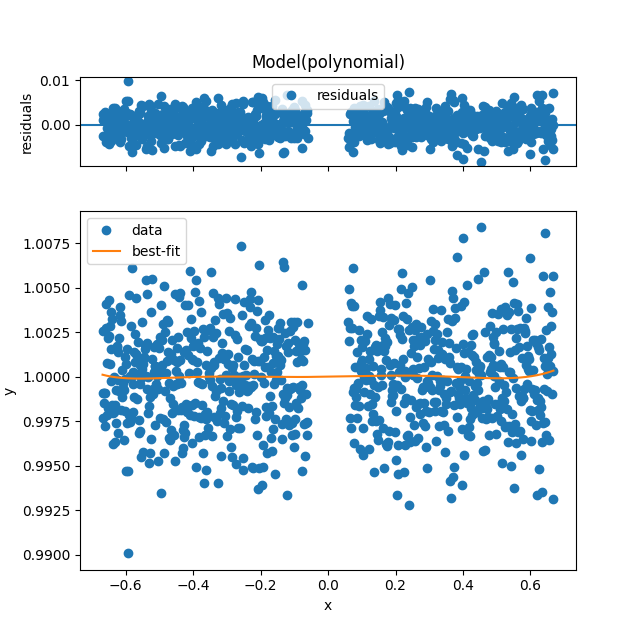 Model(polynomial)
0.01
0.00
residuals
residuals
data
best-fit
1.0075
1.0050
1.0025
1.0000
0.9975
0.9950
0.9925
0.9900
y
−0.6 −0.4 −0.2 0.0 0.2 0.4 0.6
x